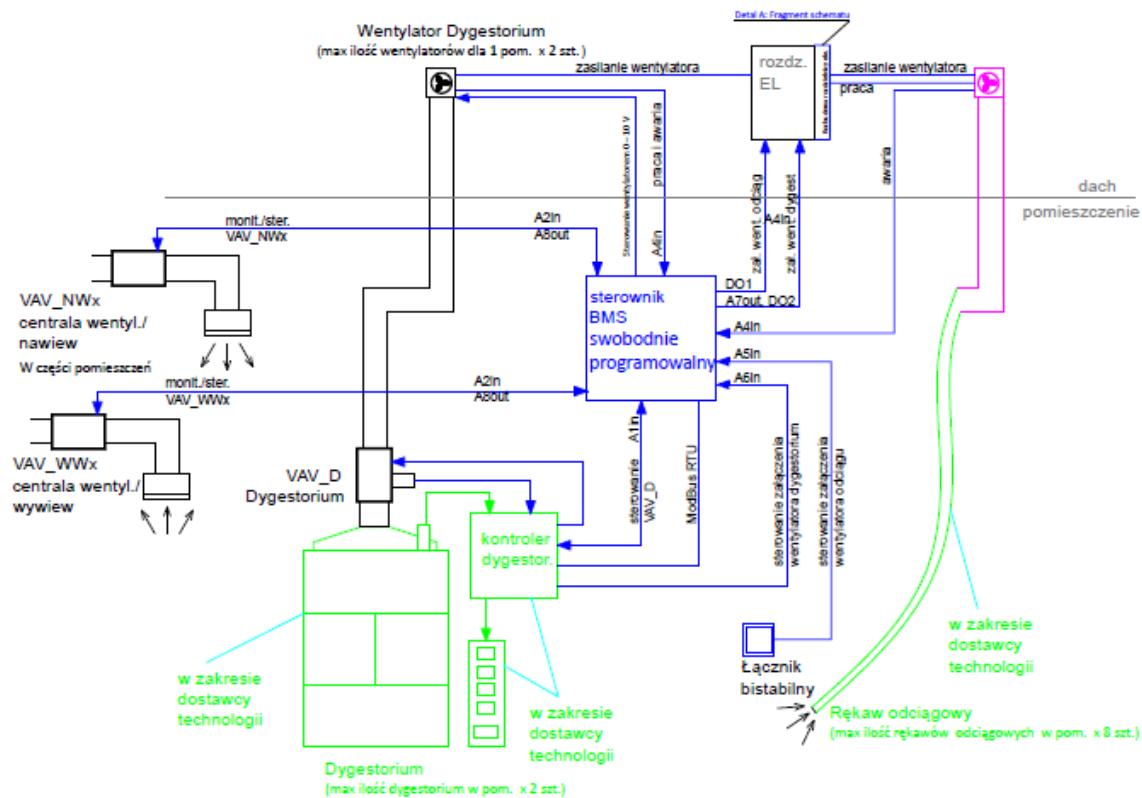 Detal A: Fragment schematu
Wentylator Dygestorium
(max ilość wentylatorów dla 1 pom. x 2 szt.)
zasilanie wentylatora
rozdz.
EL
zasilanie wentylatora
praca
Sterowanie wentylatorem 0 – 10 V
praca i awaria
A4in
zał. went. odciąg
A4in
zał. went. dygest
awaria
dach
pomieszczenie
monit./ster.
VAV_NWx
A2in
A8out
VAV_NWx
centrala wentyl./
nawiew
W części pomieszczeń
sterownik
BMS
swobodnie
programowalny
DO1
A7out, DO2
A4in
A5in
A6in
monit./ster.
VAV_WWx
A2in
A8out
VAV_WWx
centrala wentyl./
wywiew
VAV_D
Dygestorium
sterowanie
VAV_D
A1in
ModBus RTU
sterowanie załączenia
wentylatora dygestorium
sterowanie załączenia
wentylatora odciągu
kontroler
dygestor.
w zakresie
dostawcy
technologii
w zakresie
dostawcy
technologii
w zakresie
dostawcy
technologii
Łącznik
bistabilny
Rękaw odciągowy
(max ilość rękawów odciągowych w pom. x 8 szt.)
Dygestorium
(max ilość dygestorium w pom. x 2 szt.)